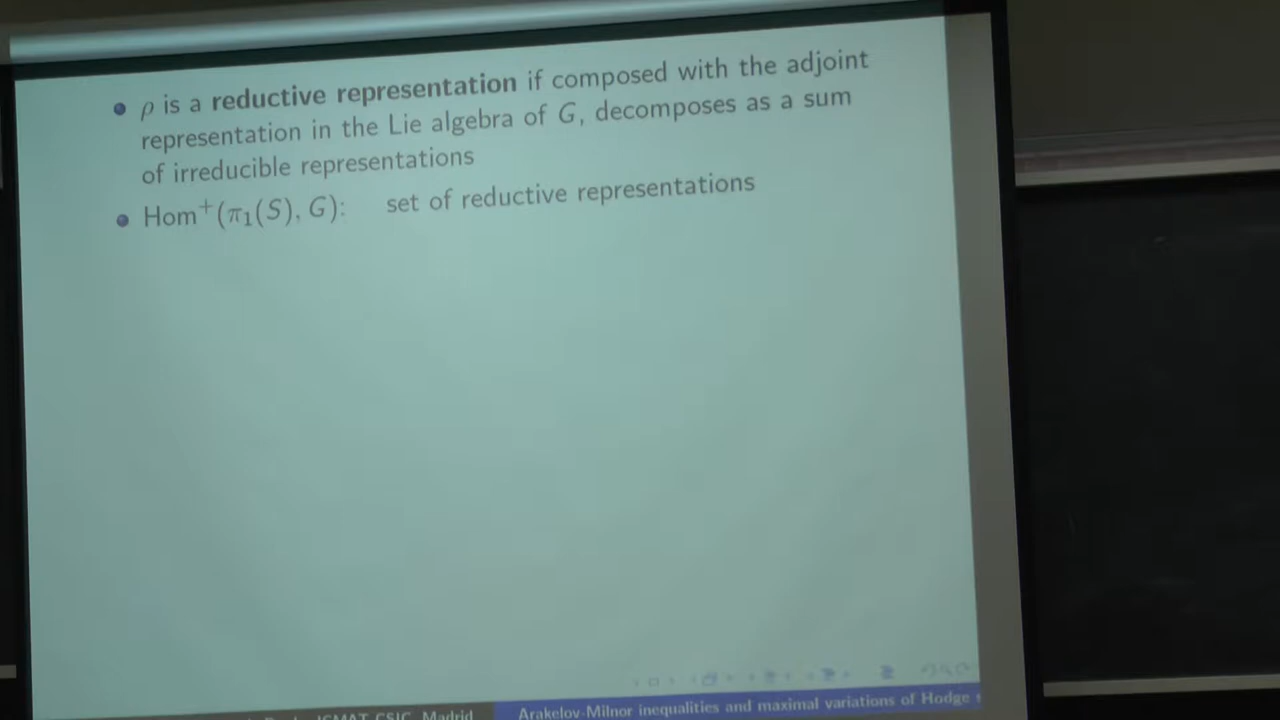 ρ is a reductive representation if composed with the adjoint
representation in the Lie algebra of G, decomposes as a sum
of irreducible representations
Hom⁺(π₁(S), G): set of reductive representations
ICMAT-CSIC, Madrid
Arakelov-Milnor inequalities and maximal variations of Hodge